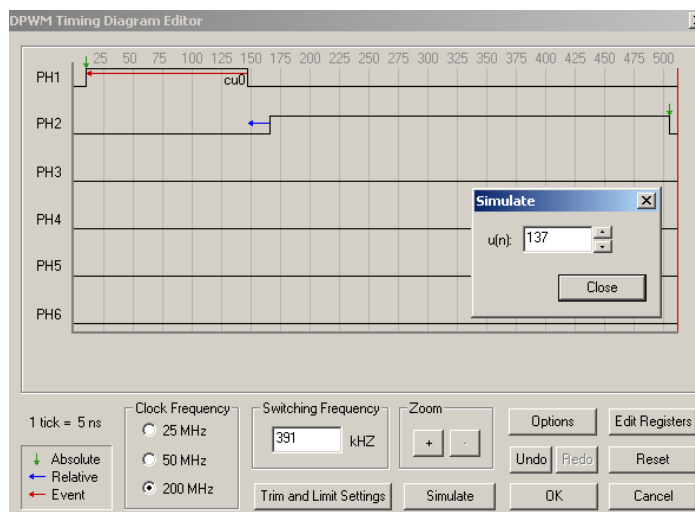 DPWM Timing Diagram Editor
25 50 75 100 125 150 175 200 225 250 275 300 325 350 375 400 425 450 475 500
PH1
cu0
PH2
PH3
PH4
PH5
PH6
Simulate
u(n): 137
Close
1 tick = 5 ns
Absolute
Relative
Event
Clock Frequency
25 MHz
50 MHz
200 MHz
Switching Frequency
391 kHZ
Zoom
+ -
Trim and Limit Settings
Simulate
Options
Edit Registers
Undo
Redo
Reset
OK
Cancel